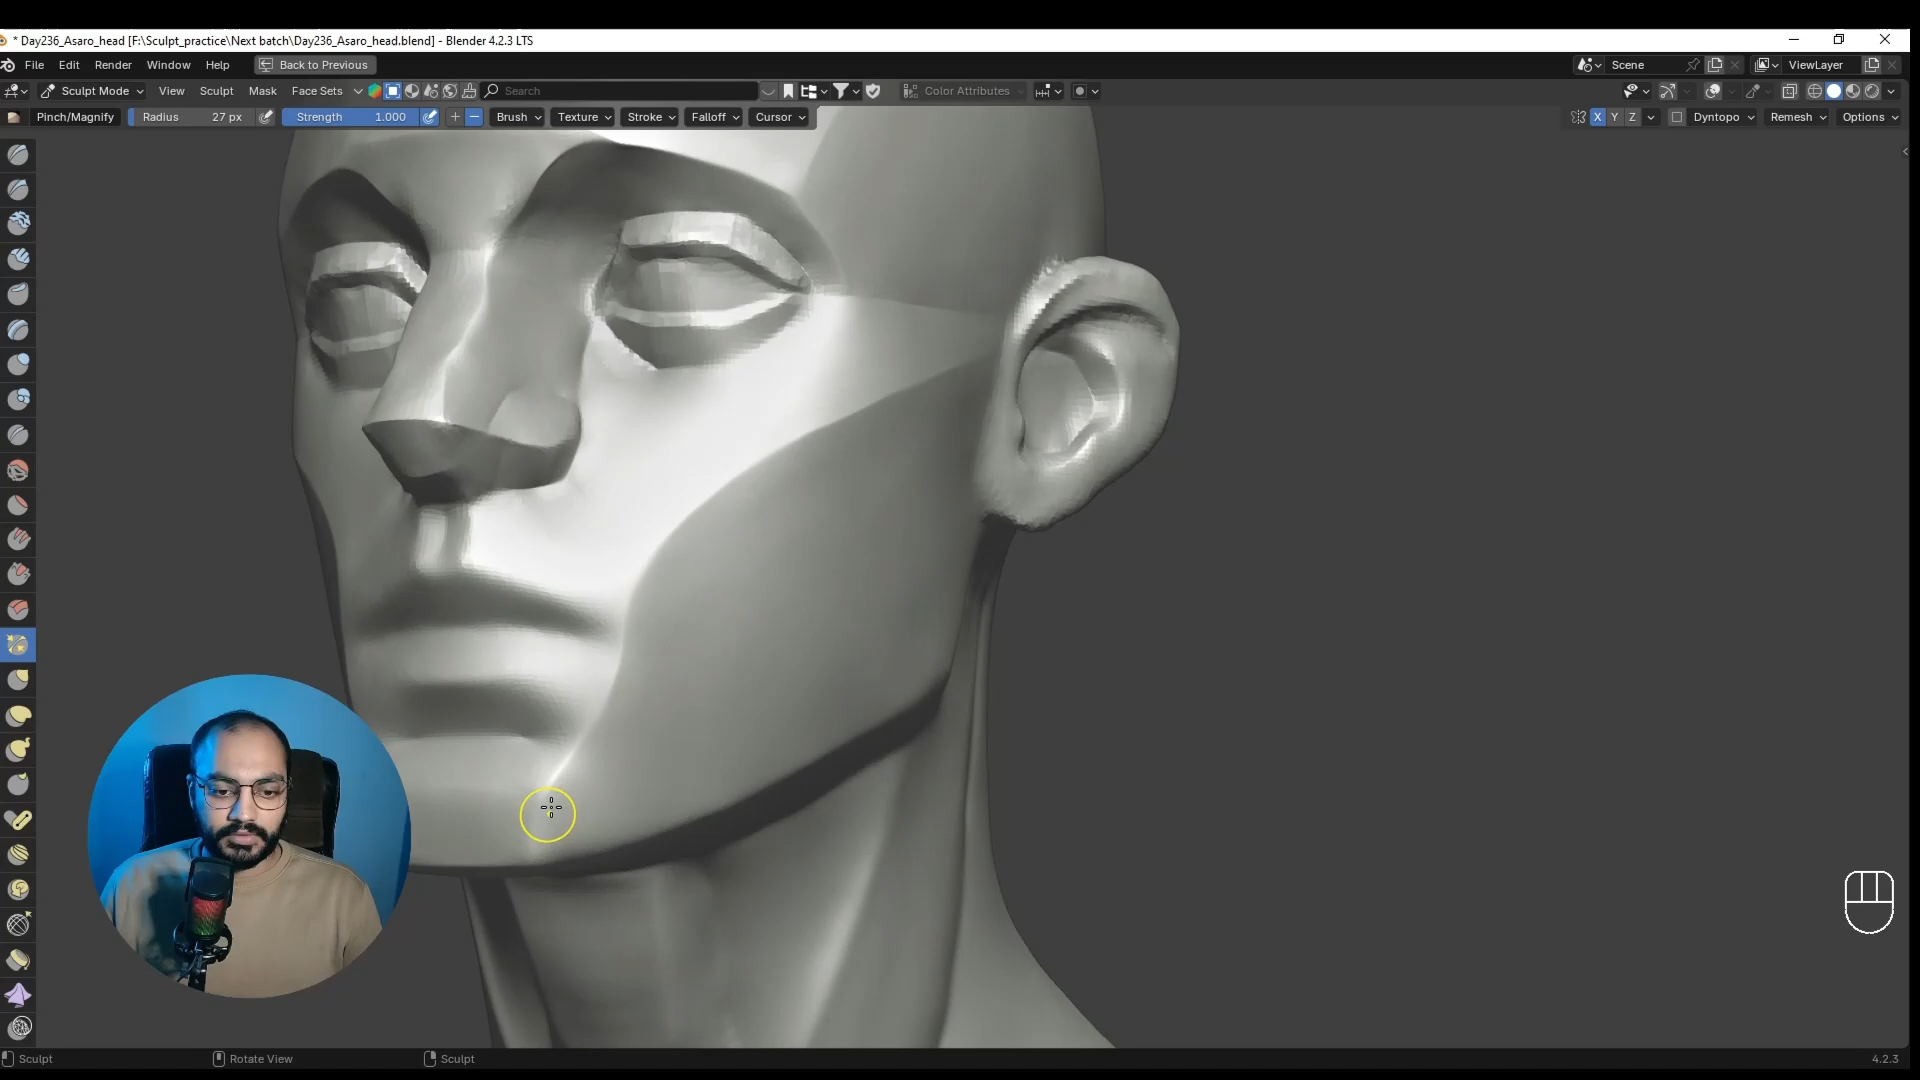 * Day236_Asaro_head [F:\Sculpt_practice\Next batch\Day236_Asaro_head.blend] - Blender 4.2.3 LTS
File Edit Render Window Help Back to Previous Scene ViewLayer
Sculpt Mode View Sculpt Mask Face Sets Search Color Attributes
Pinch/Magnify Radius 27 px Strength 1.000 Brush Texture Stroke Falloff Cursor X Y Z Dyntopo Remesh Options
Sculpt Rotate View Sculpt 4.2.3